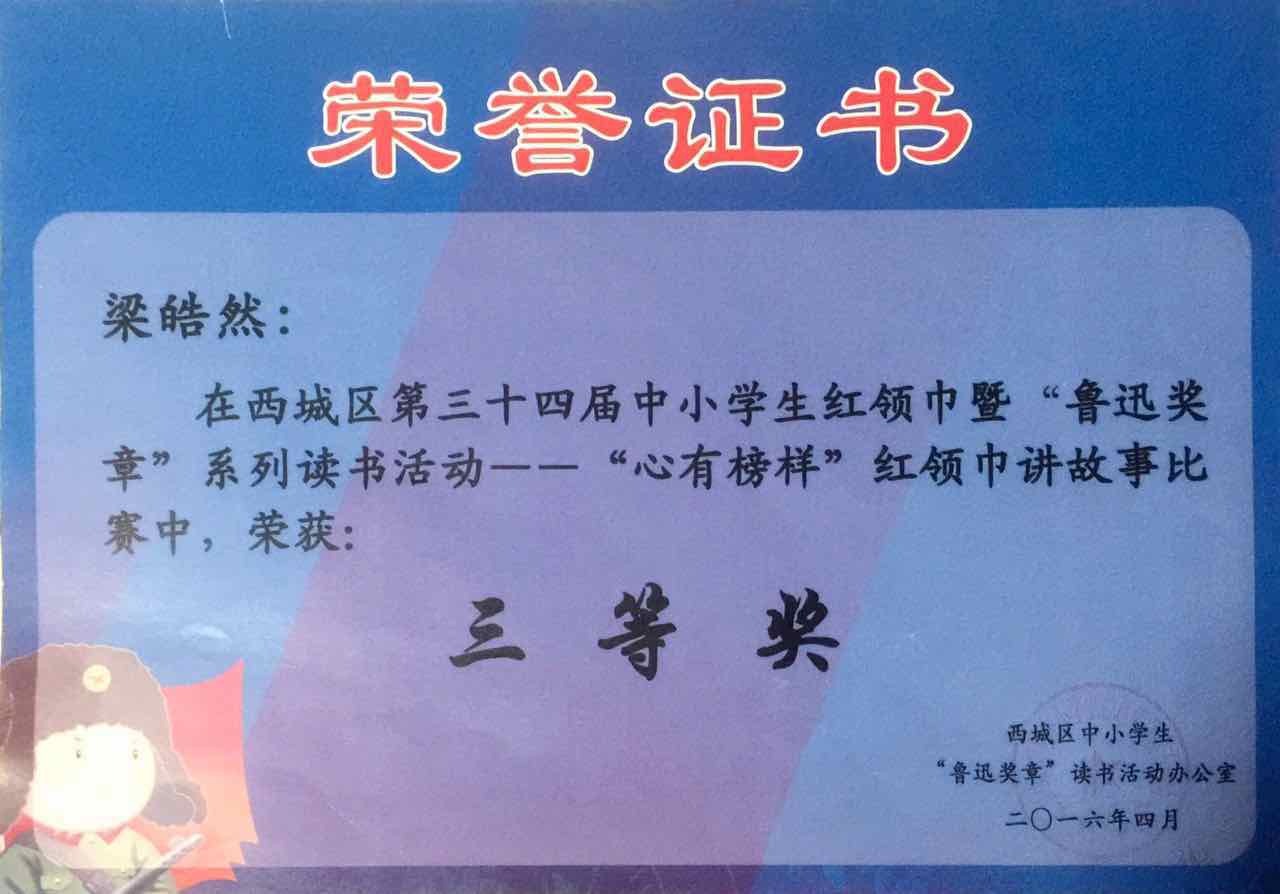 荣誉证书
梁皓然：
在西城区第三十四届中小学生红领巾暨“鲁迅奖
章”系列读书活动——“心有榜样”红领巾讲故事比
赛中，荣获：
三等奖
西城区中小学生
“鲁迅奖章”读书活动办公室
二〇一六年四月